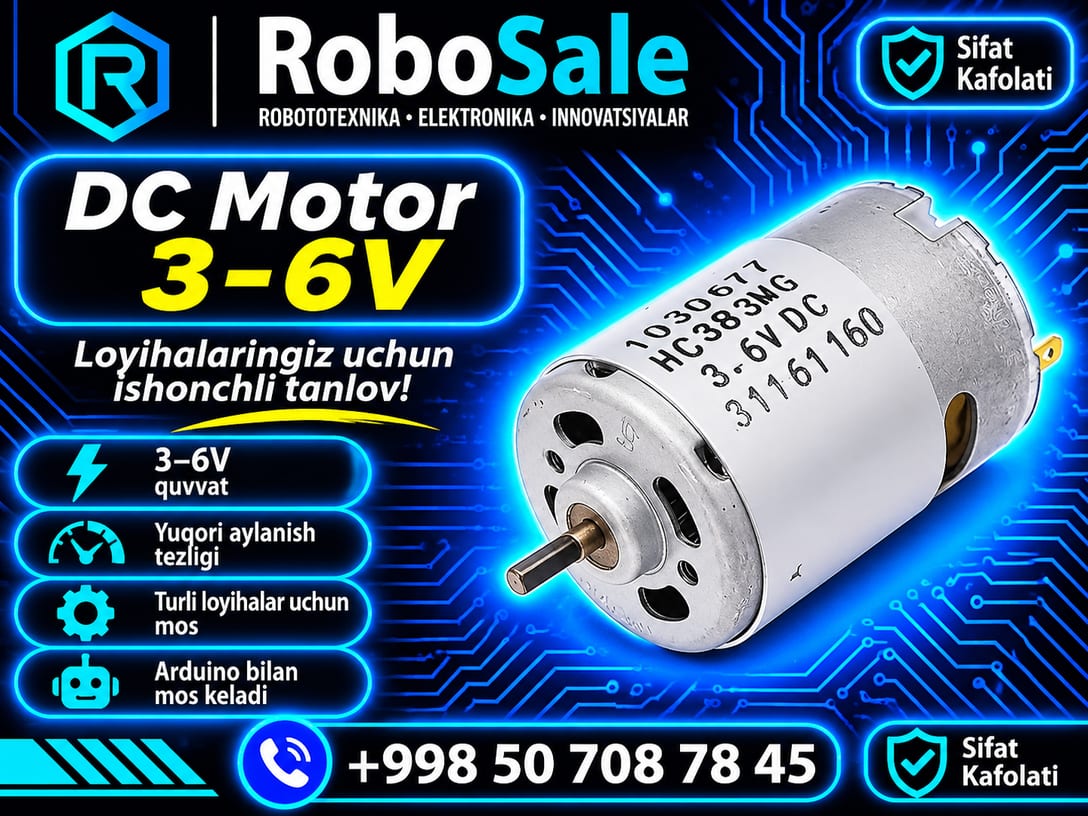 RoboSale
ROBOTOTEXNIKA • ELEKTRONIKA • INNOVATSIYALAR
Sifat
Kafolati
DC Motor
3-6V
Loyihalaringiz uchun
ishonchli tanlov!
1030677
HC383MG
3-6V DC
31161160
3–6V
quvvat
Yuqori aylanish
tezligi
Turli loyihalar uchun
mos
Arduino bilan
mos keladi
+998 50 708 78 45
Sifat
Kafolati